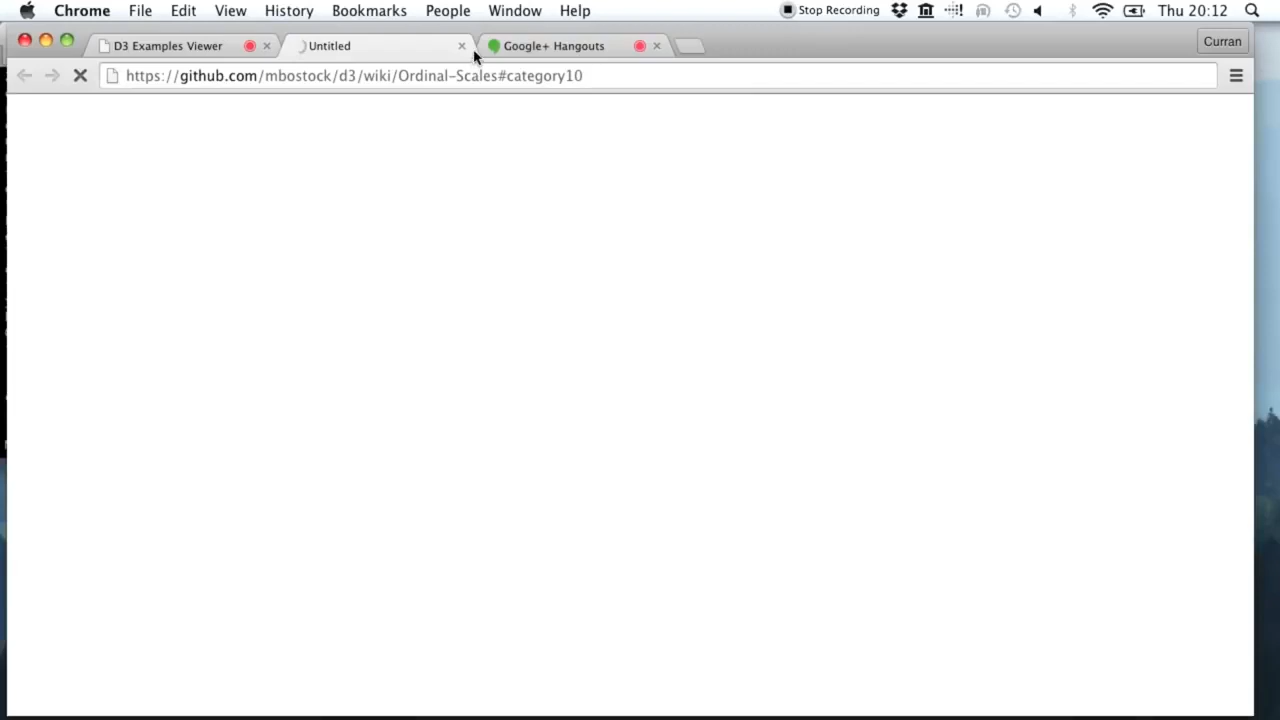 Chrome File Edit View History Bookmarks People Window Help Stop Recording Thu 20:12
D3 Examples Viewer Untitled Google+ Hangouts Curran
https://github.com/mbostock/d3/wiki/Ordinal-Scales#category10